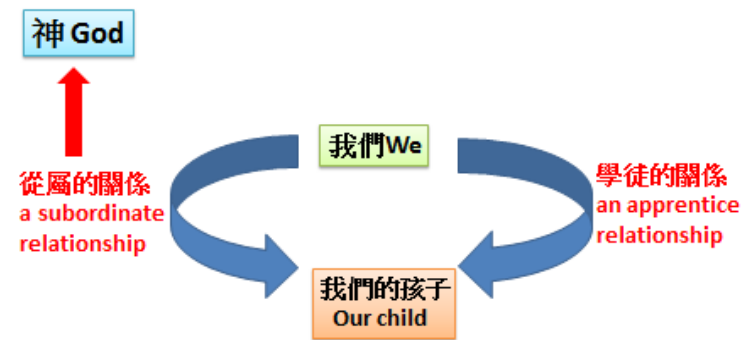 神 God
我們We
從屬的關係
a subordinate
relationship
學徒的關係
an apprentice
relationship
我們的孩子
Our child